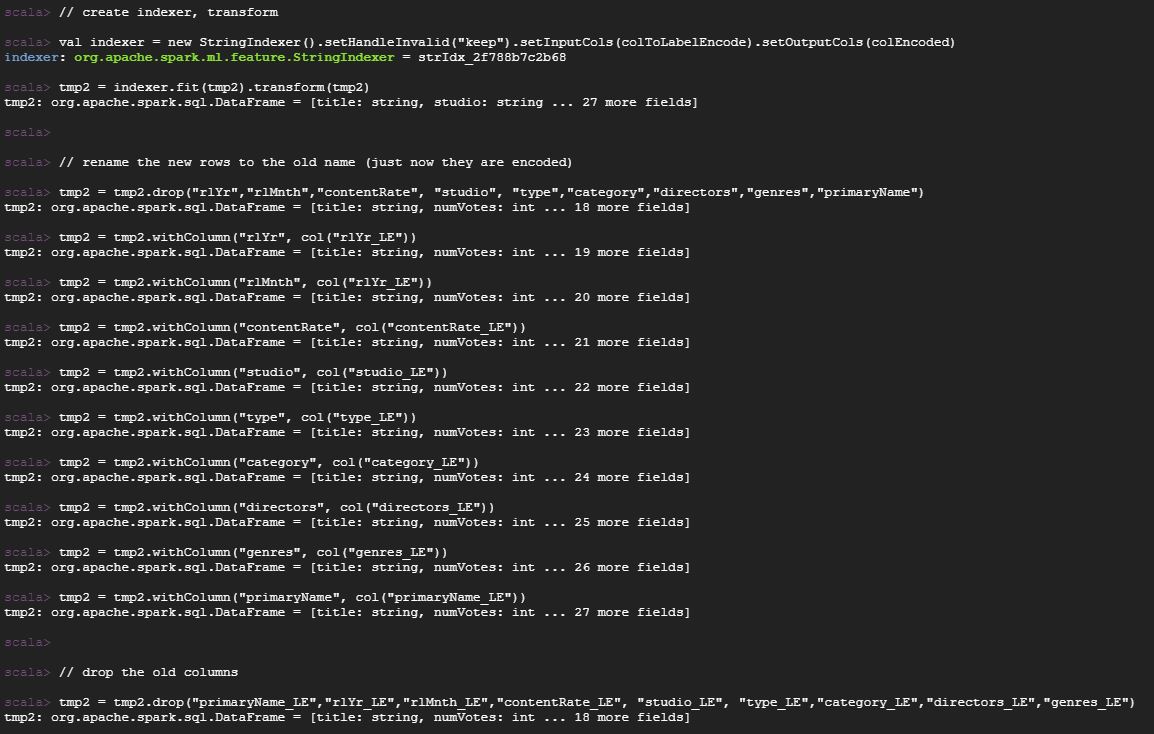 scala> // create indexer, transform
scala> val indexer = new StringIndexer().setHandleInvalid("keep").setInputCols(colToLabelEncode).setOutputCols(colEncoded)
indexer: org.apache.spark.ml.feature.StringIndexer = strIdx_2f788b7c2b68
scala> tmp2 = indexer.fit(tmp2).transform(tmp2)
tmp2: org.apache.spark.sql.DataFrame = [title: string, studio: string ... 27 more fields]
scala>
scala> // rename the new rows to the old name (just now they are encoded)
scala> tmp2 = tmp2.drop("rlYr","rlMnth","contentRate", "studio", "type","category","directors","genres","primaryName")
tmp2: org.apache.spark.sql.DataFrame = [title: string, numVotes: int ... 18 more fields]
scala> tmp2 = tmp2.withColumn("rlYr", col("rlYr_LE"))
tmp2: org.apache.spark.sql.DataFrame = [title: string, numVotes: int ... 19 more fields]
scala> tmp2 = tmp2.withColumn("rlMnth", col("rlYr_LE"))
tmp2: org.apache.spark.sql.DataFrame = [title: string, numVotes: int ... 20 more fields]
scala> tmp2 = tmp2.withColumn("contentRate", col("contentRate_LE"))
tmp2: org.apache.spark.sql.DataFrame = [title: string, numVotes: int ... 21 more fields]
scala> tmp2 = tmp2.withColumn("studio", col("studio_LE"))
tmp2: org.apache.spark.sql.DataFrame = [title: string, numVotes: int ... 22 more fields]
scala> tmp2 = tmp2.withColumn("type", col("type_LE"))
tmp2: org.apache.spark.sql.DataFrame = [title: string, numVotes: int ... 23 more fields]
scala> tmp2 = tmp2.withColumn("category", col("category_LE"))
tmp2: org.apache.spark.sql.DataFrame = [title: string, numVotes: int ... 24 more fields]
scala> tmp2 = tmp2.withColumn("directors", col("directors_LE"))
tmp2: org.apache.spark.sql.DataFrame = [title: string, numVotes: int ... 25 more fields]
scala> tmp2 = tmp2.withColumn("genres", col("genres_LE"))
tmp2: org.apache.spark.sql.DataFrame = [title: string, numVotes: int ... 26 more fields]
scala> tmp2 = tmp2.withColumn("primaryName", col("primaryName_LE"))
tmp2: org.apache.spark.sql.DataFrame = [title: string, numVotes: int ... 27 more fields]
scala>
scala> // drop the old columns
scala> tmp2 = tmp2.drop("primaryName_LE","rlYr_LE","rlMnth_LE","contentRate_LE", "studio_LE", "type_LE","category_LE","directors_LE","genres_LE")
tmp2: org.apache.spark.sql.DataFrame = [title: string, numVotes: int ... 18 more fields]